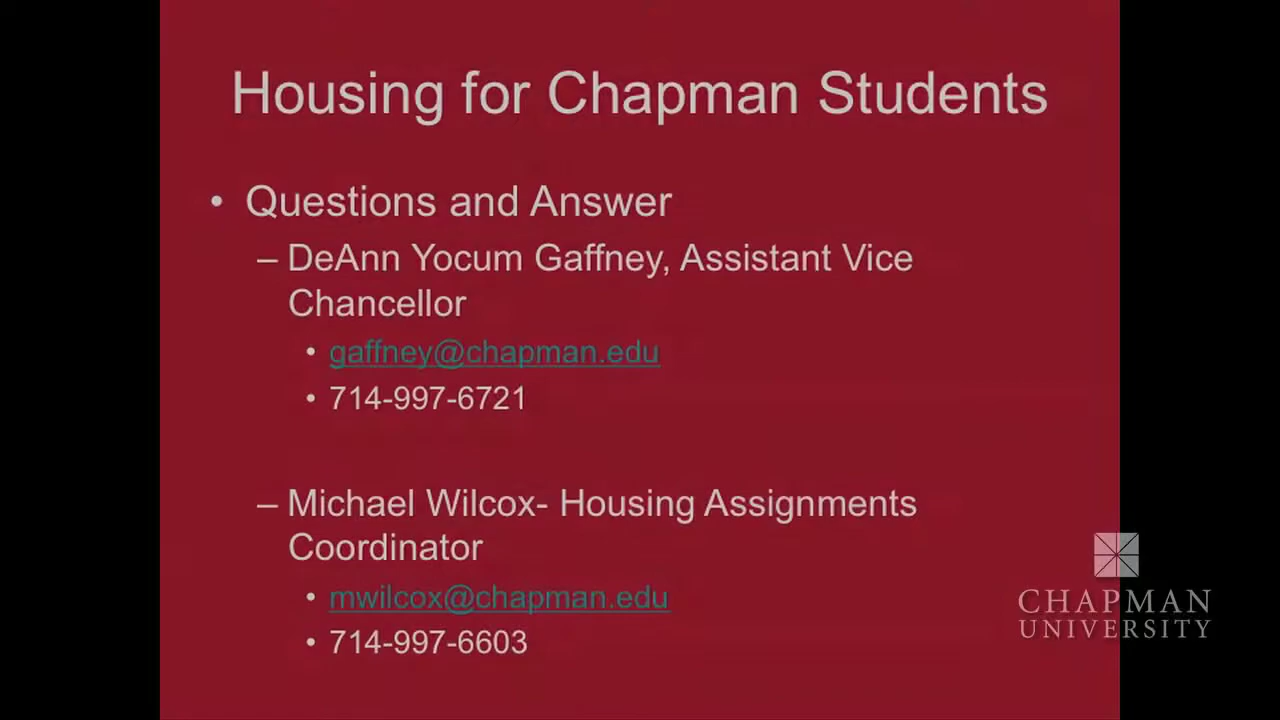 Housing for Chapman Students
• Questions and Answer
– DeAnn Yocum Gaffney, Assistant Vice
Chancellor
• gaffney@chapman.edu
• 714-997-6721
– Michael Wilcox- Housing Assignments
Coordinator
• mwilcox@chapman.edu
• 714-997-6603
CHAPMAN
UNIVERSITY